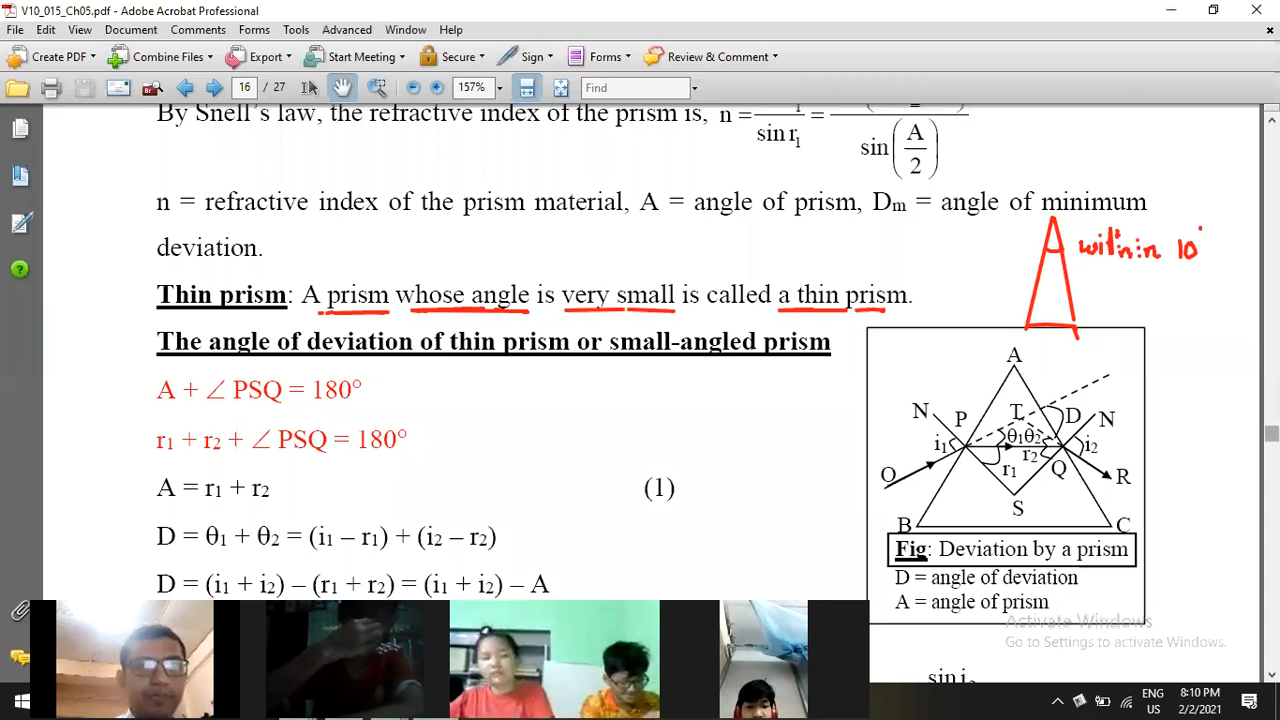 V10_015_Ch05.pdf - Adobe Acrobat Professional
File Edit View Document Comments Forms Tools Advanced Window Help
Create PDF Combine Files Export Start Meeting Secure Sign Forms Review & Comment
16 / 27 157% Find
By Snell's law, the refractive index of the prism is, n =
sin r1 =
sin(A/2)
n = refractive index of the prism material, A = angle of prism, Dm = angle of minimum
deviation.
within 10°
Thin prism: A prism whose angle is very small is called a thin prism.
The angle of deviation of thin prism or small-angled prism
A + ∠ PSQ = 180°
r1 + r2 + ∠ PSQ = 180°
A = r1 + r2 (1)
D = θ1 + θ2 = (i1 – r1) + (i2 – r2)
D = (i1 + i2) – (r1 + r2) = (i1 + i2) – A
A
N P T D N
i1 θ1 θ2 i2
r2
O r1 Q R
S
B C
Fig: Deviation by a prism
D = angle of deviation
A = angle of prism
Activate Windows
Go to Settings to activate Windows.
ENG
US
8:10 PM
2/2/2021